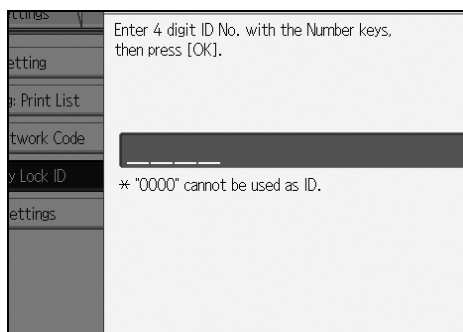 Enter 4 digit ID No. with the Number keys,
then press [OK].
etting
: Print List
twork Code
y Lock ID
* "0000" cannot be used as ID.
ettings